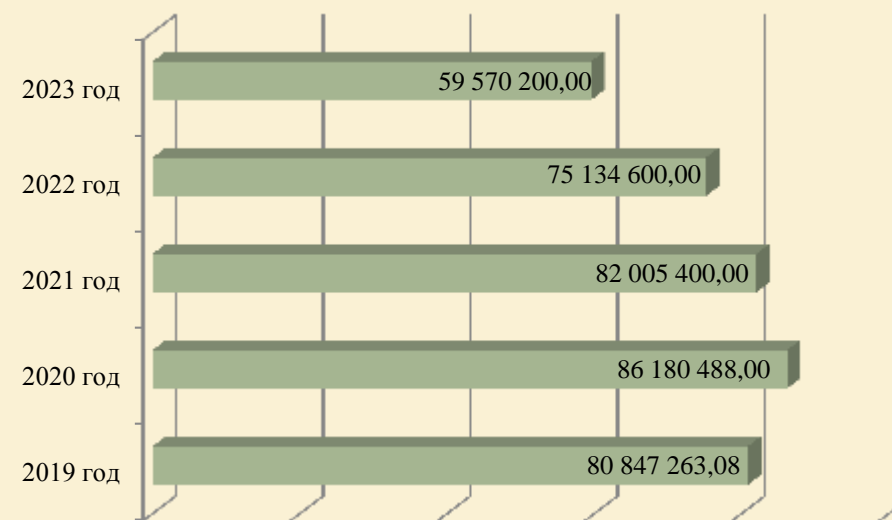 2023 год 59 570 200,00
2022 год 75 134 600,00
2021 год 82 005 400,00
2020 год 86 180 488,00
2019 год 80 847 263,08